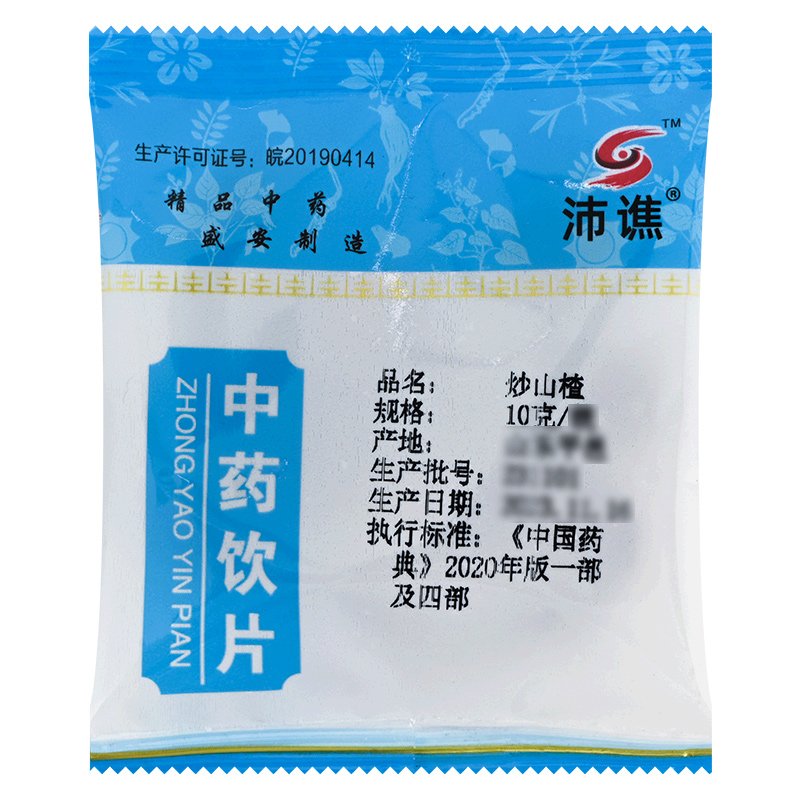 生产许可证号：皖20190414
精品中药
盛安制造
TM
沛谯®
中药饮片
ZHONG YAO YIN PIAN
品名： 炒山楂
规格： 10克/
产地：
生产批号：
生产日期：
执行标准：《中国药
典》2020年版一部
及四部